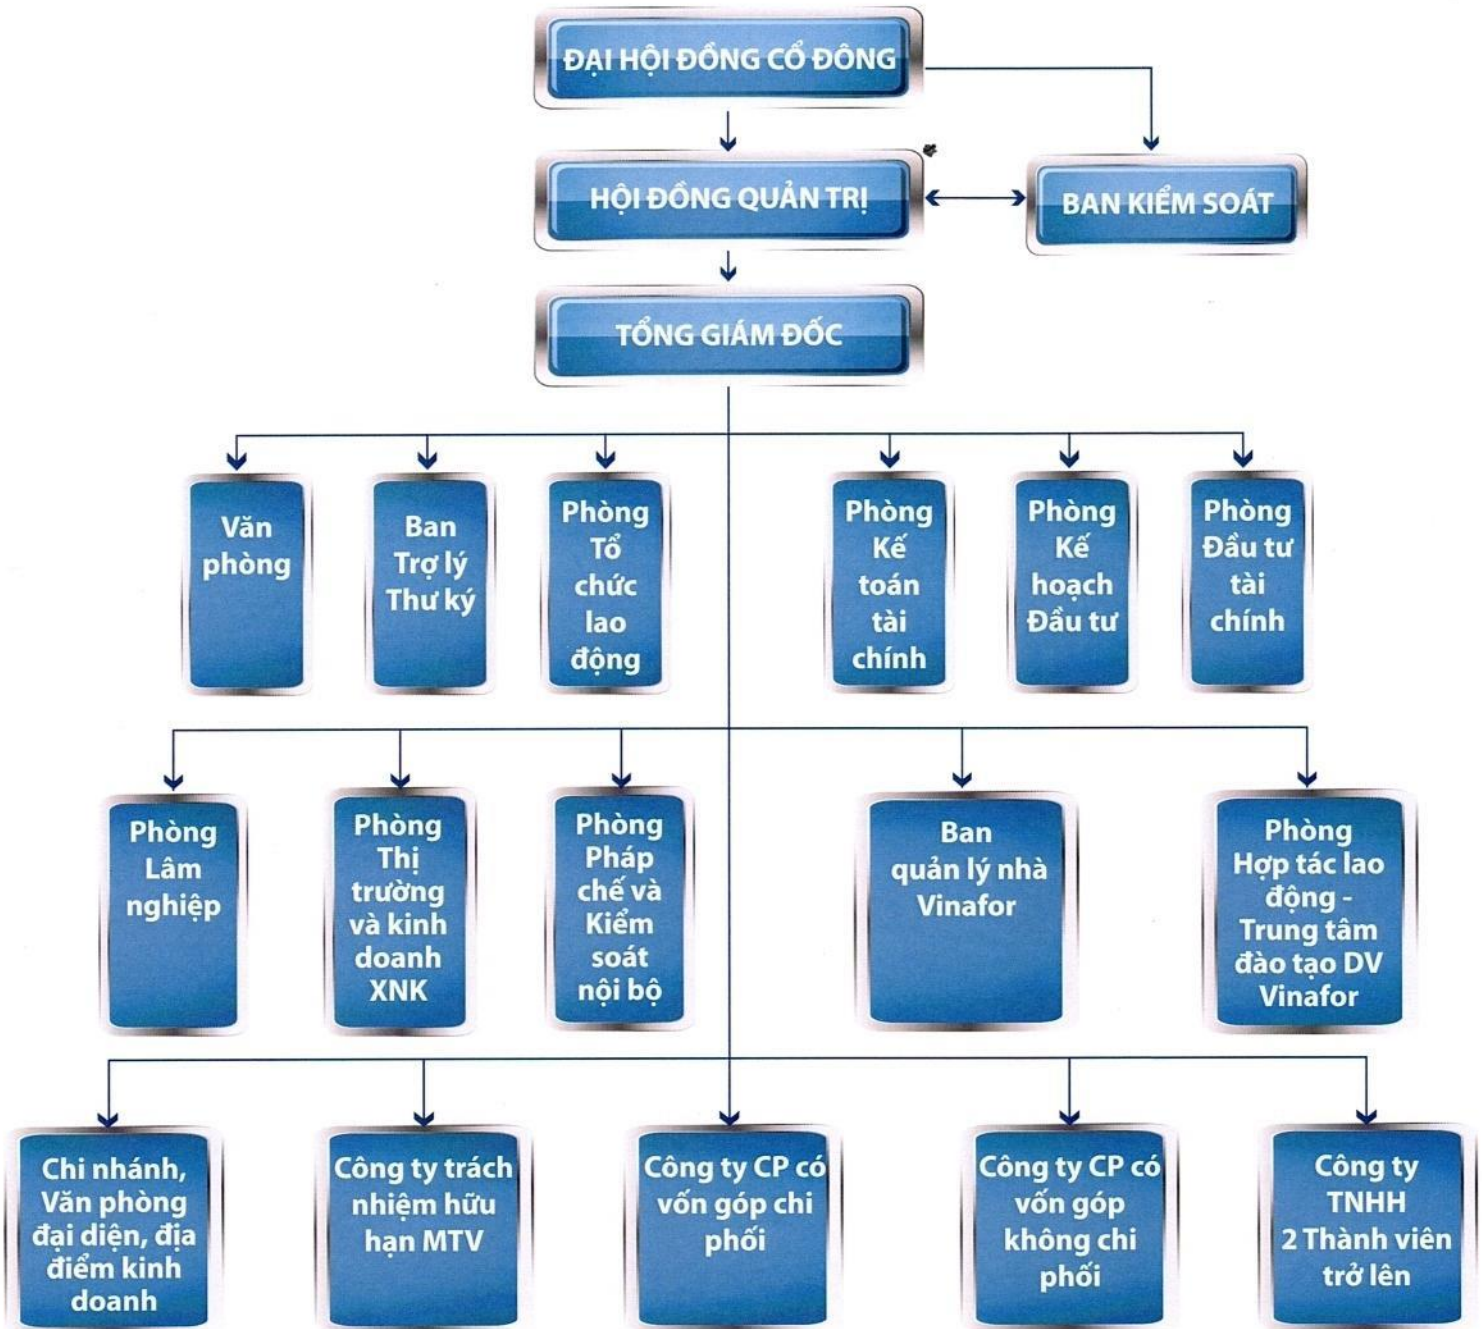 ĐẠI HỘI ĐỒNG CỔ ĐÔNG
HỘI ĐỒNG QUẢN TRỊ
BAN KIỂM SOÁT
TỔNG GIÁM ĐỐC
Văn
phòng
Ban
Trợ lý
Thư ký
Phòng
Tổ
chức
lao
động
Phòng
Kế
toán
tài
chính
Phòng
Kế
hoạch
Đầu tư
Phòng
Đầu tư
tài
chính
Phòng
Lâm
nghiệp
Phòng
Thị
trường
và kinh
doanh
XNK
Phòng
Pháp
chế và
Kiểm
soát
nội bộ
Ban
quản lý nhà
Vinafor
Phòng
Hợp tác lao
động -
Trung tâm
đào tạo DV
Vinafor
Chi nhánh,
Văn phòng
đại diện, địa
điểm kinh
doanh
Công ty trách
nhiệm hữu
hạn MTV
Công ty CP có
vốn góp chi
phối
Công ty CP có
vốn góp
không chi
phối
Công ty
TNHH
2 Thành viên
trở lên